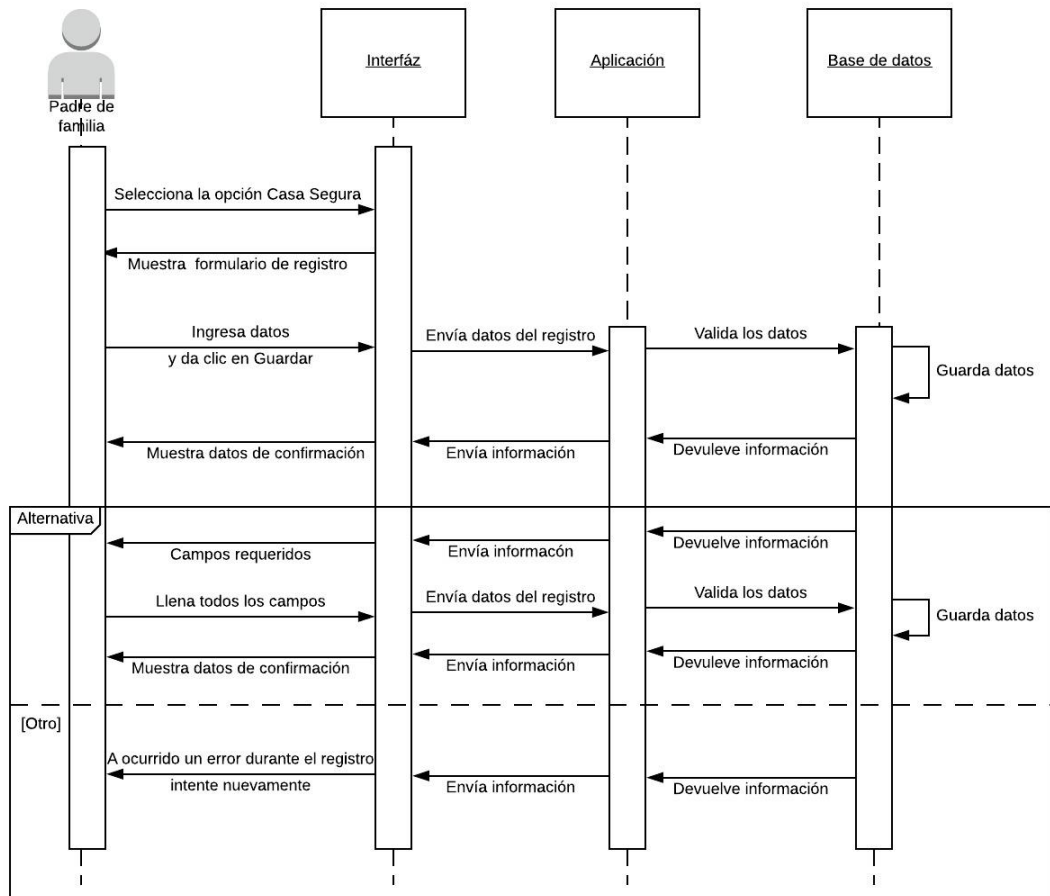 Padre de
familia
Interfáz
Aplicación
Base de datos
Selecciona la opción Casa Segura
Muestra formulario de registro
Ingresa datos
y da clic en Guardar
Envía datos del registro
Valida los datos
Guarda datos
Muestra datos de confirmación
Envía información
Devuleve información
Alternativa
Campos requeridos
Envía informacón
Devuelve información
Llena todos los campos
Envía datos del registro
Valida los datos
Guarda datos
Muestra datos de confirmación
Envía información
Devuleve información
[Otro]
A ocurrido un error durante el registro
intente nuevamente
Envía información
Devuelve información